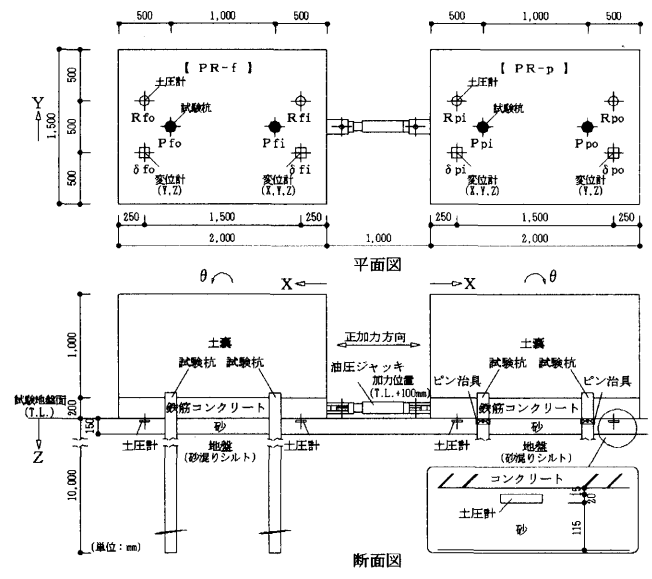 500 1,000 500
500 1,000 500
【 PR-f 】
【 PR-p 】
土圧計
土圧計
Rfo
Rfi
Rpi
Rpo
試験杭
試験杭
Pfo
Pfi
Ppi
Ppo
δfo
δfi
δpi
δpo
変位計
(Y,Z)
変位計
(X,Y,Z)
変位計
(X,Y,Z)
変位計
(Y,Z)
Y
1,500
500
500
500
500
500
500
250 1,500 250
250 1,500 250
2,000 1,000 2,000
平面図
θ
X
X
θ
土嚢
正加力方向
土嚢
試験杭 試験杭
油圧ジャッキ
加力位置
(T.L.+100mm)
試験杭 試験杭
ピン治具
ピン治具
1,000
200
150
10,000
試験地盤面
(T.L.)
Z
鉄筋コンクリート
鉄筋コンクリート
砂
砂
土圧計
土圧計
土圧計
地盤
(砂混りシルト)
地盤
(砂混りシルト)
コンクリート
土圧計
砂
15
20
115
(単位：mm)
断面図